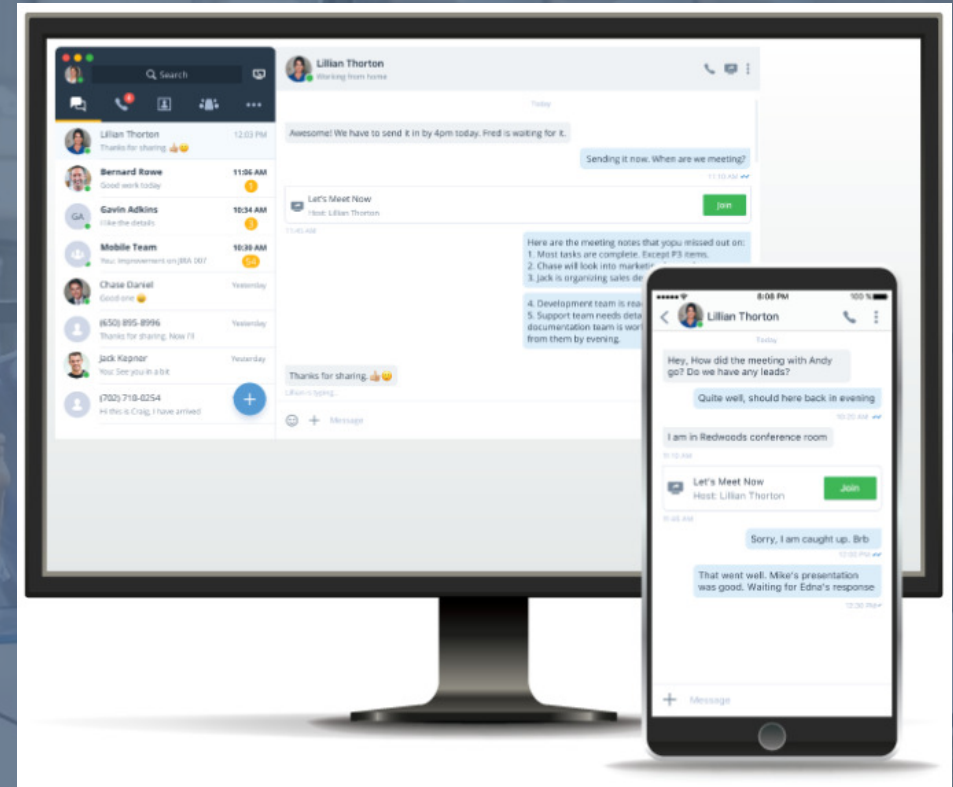 Search
4
Lillian Thorton
12:03 PM
Thanks for sharing. 👍😀
Bernard Rowe
11:06 AM
Good work today
1
GA
Gavin Adkins
10:34 AM
I like the details
3
Mobile Team
10:30 AM
You: Improvement on JIRA 007
54
Chase Daniel
Yesterday
Good one 😀
(650) 895-8996
Yesterday
Thanks for sharing. Now I'll
Jack Kepner
Yesterday
You: See you in a bit
(702) 718-0254
Hi this is Craig, I have arrived
Lillian Thorton
Working from home
Today
Awesome! We have to send it in by 4pm today. Fred is waiting for it.
Sending it now. When are we meeting?
11:10 AM
Let's Meet Now
Host: Lillian Thorton
Join
11:45 AM
Here are the meeting notes that yopu missed out on:
1. Most tasks are complete. Except P3 items.
2. Chase will look into
3. Jack is organizing sales
4. Development team is
5. Support team needs
documentation team is
from them by evening.
Thanks for sharing. 👍😀
Lillian is typing...
Message
8:08 PM
100 %
Lillian Thorton
Today
Hey, How did the meeting with Andy
go? Do we have any leads?
Quite well, should here back in evening
10:20 AM
I am in Redwoods conference room
11:10 AM
Let's Meet Now
Host: Lillian Thorton
Join
11:45 AM
Sorry, I am caught up. Brb
12:00 PM
That went well. Mike's presentation
was good. Waiting for Edna's response
12:30 PM
Message